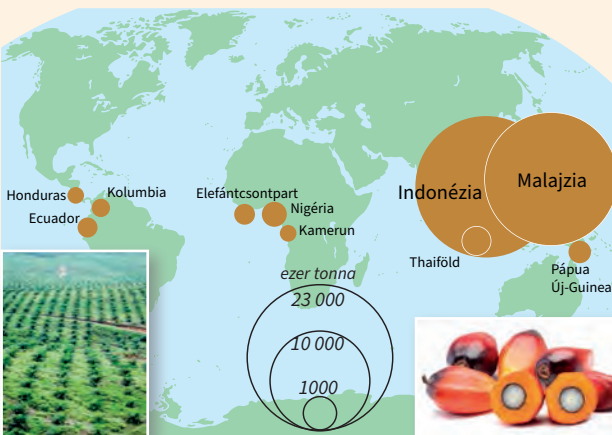 Honduras
Kolumbia
Ecuador
Elefántcsontpart
Nigéria
Kamerun
Indonézia
Malajzia
Thaiföld
Pápua
Új-Guinea
ezer tonna
23 000
10 000
1000